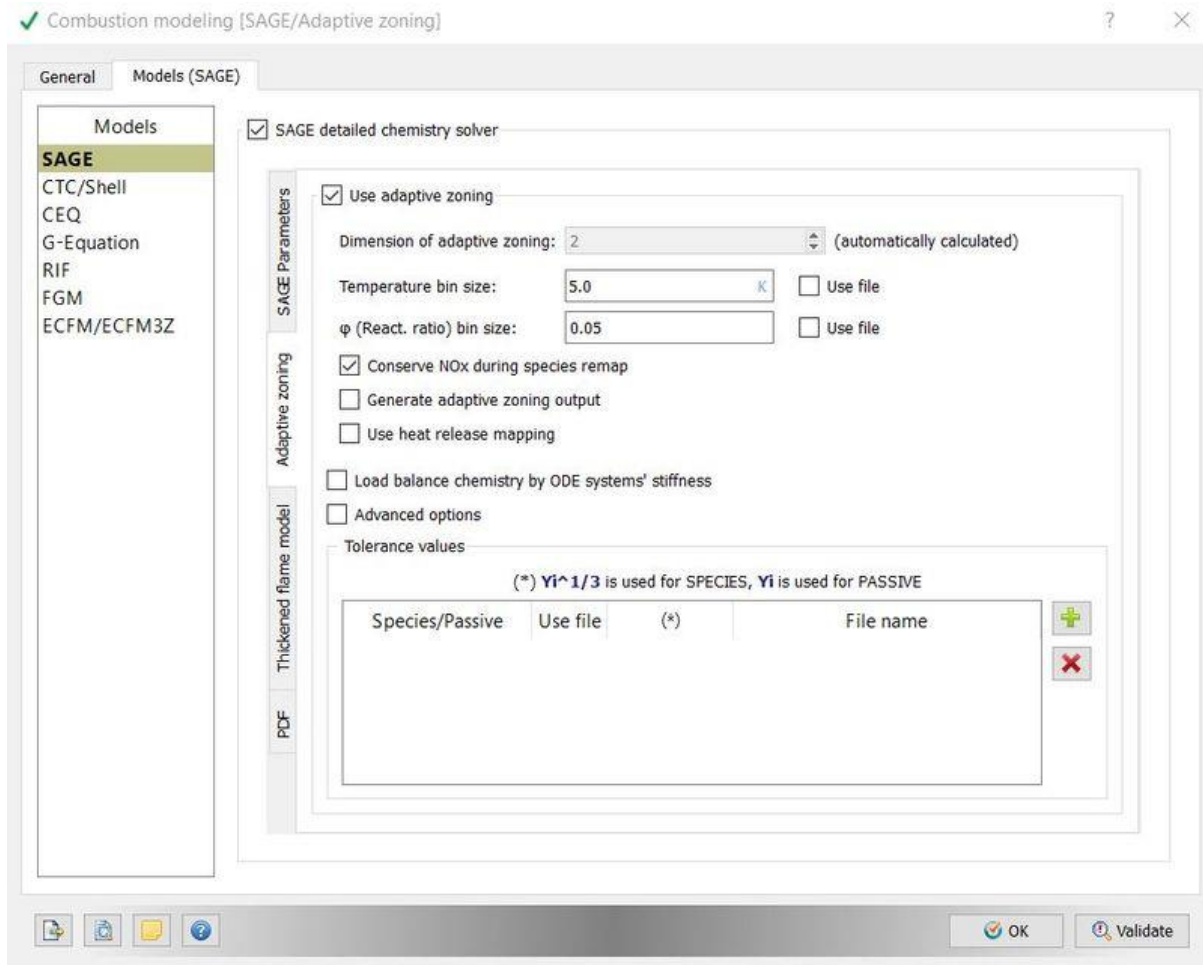 Combustion modeling [SAGE/Adaptive zoning]
?
General Models (SAGE)
Models
SAGE
CTC/Shell
CEQ
G-Equation
RIF
FGM
ECFM/ECFM3Z
SAGE detailed chemistry solver
SAGE Parameters
Adaptive zoning
Thickened flame model
PDF
Use adaptive zoning
Dimension of adaptive zoning: 2 (automatically calculated)
Temperature bin size: 5.0 K Use file
φ (React. ratio) bin size: 0.05 Use file
Conserve NOx during species remap
Generate adaptive zoning output
Use heat release mapping
Load balance chemistry by ODE systems' stiffness
Advanced options
Tolerance values
(*) Yi^1/3 is used for SPECIES, Yi is used for PASSIVE
Species/Passive Use file (*) File name
OK Validate